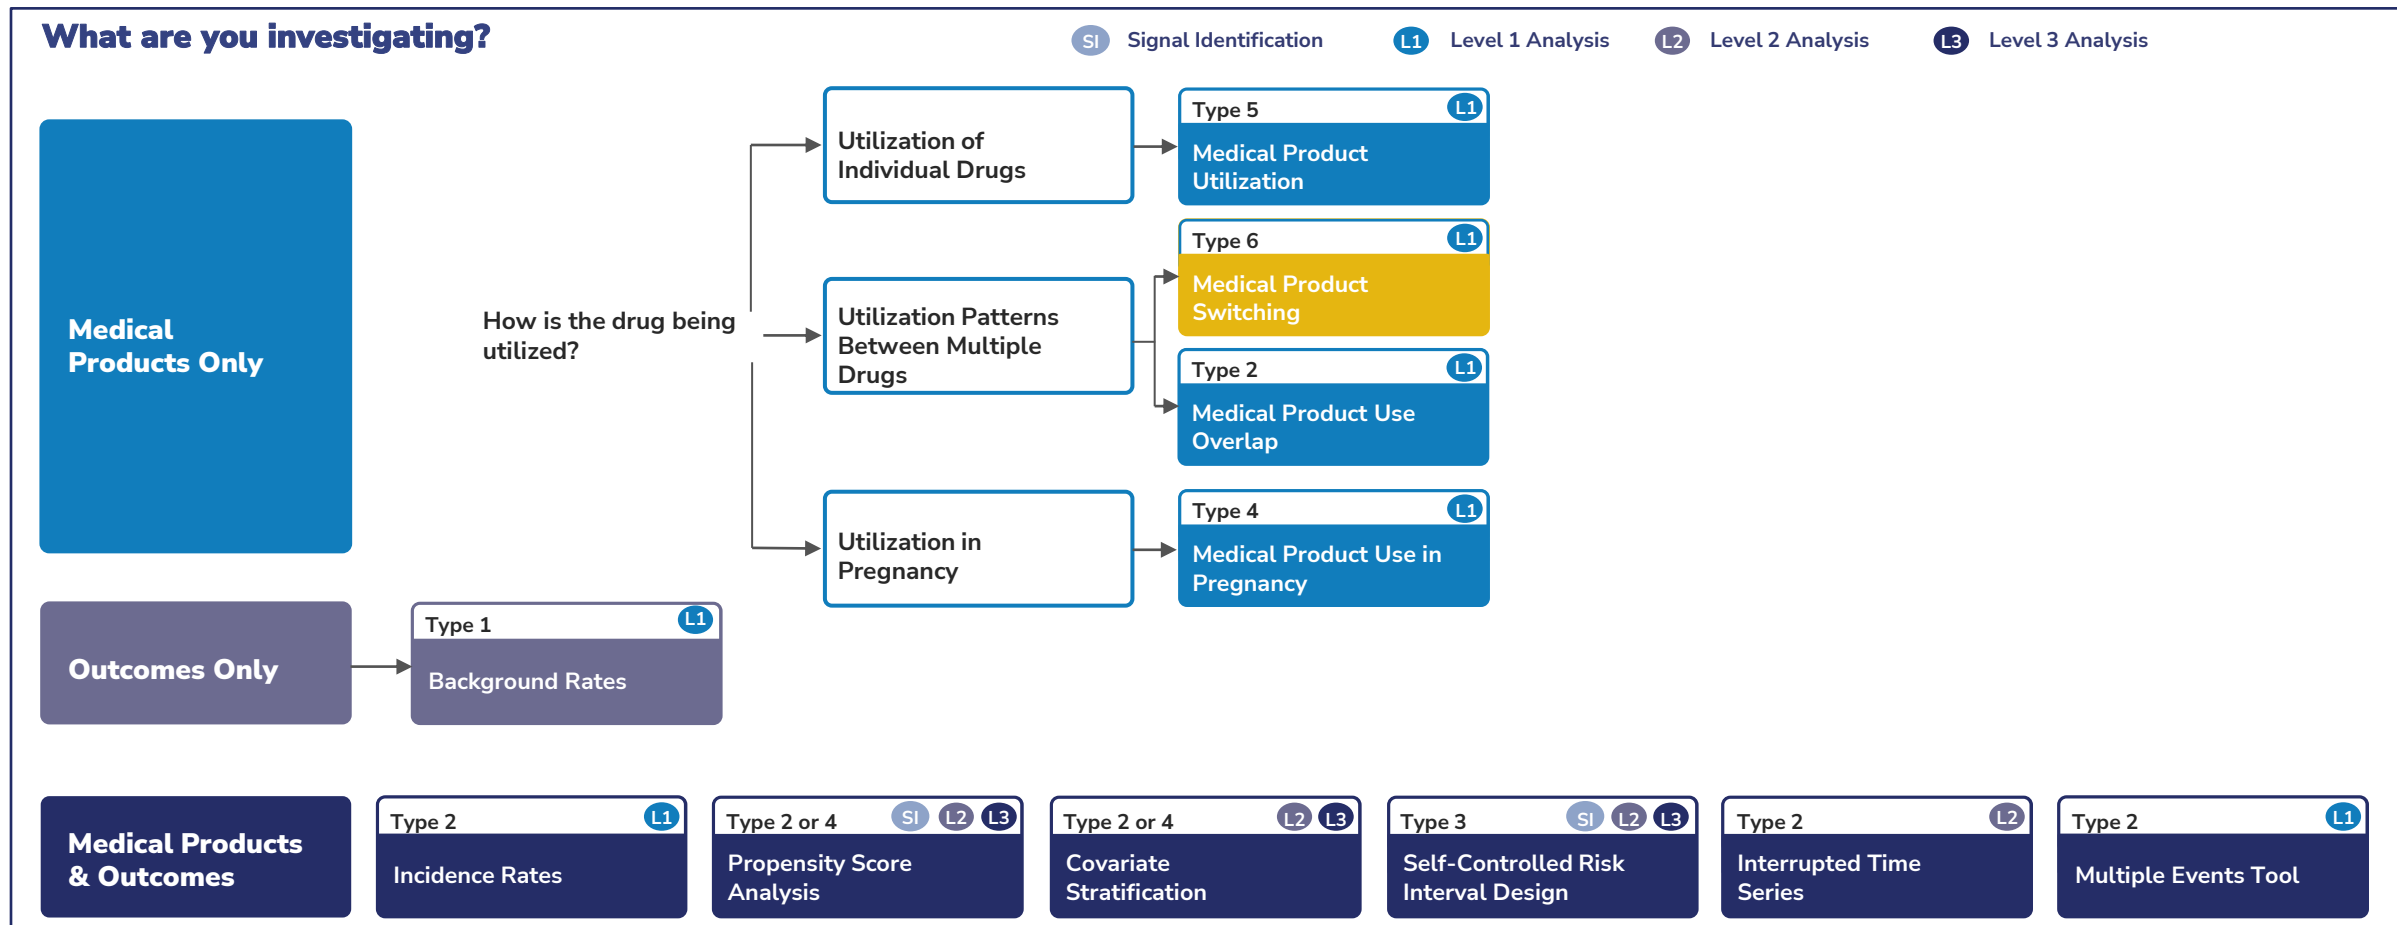 What are you investigating?
SI Signal Identification
L1 Level 1 Analysis
L2 Level 2 Analysis
L3 Level 3 Analysis
Medical
Products Only
How is the drug being
utilized?
Utilization of
Individual Drugs
Type 5
L1
Medical Product
Utilization
Utilization Patterns
Between Multiple
Drugs
Type 6
L1
Medical Product
Switching
Type 2
L1
Medical Product Use
Overlap
Utilization in
Pregnancy
Type 4
L1
Medical Product Use in
Pregnancy
Outcomes Only
Type 1
L1
Background Rates
Medical Products
& Outcomes
Type 2
L1
Incidence Rates
Type 2 or 4
SI L2 L3
Propensity Score
Analysis
Type 2 or 4
L2 L3
Covariate
Stratification
Type 3
SI L2 L3
Self-Controlled Risk
Interval Design
Type 2
L2
Interrupted Time
Series
Type 2
L1
Multiple Events Tool